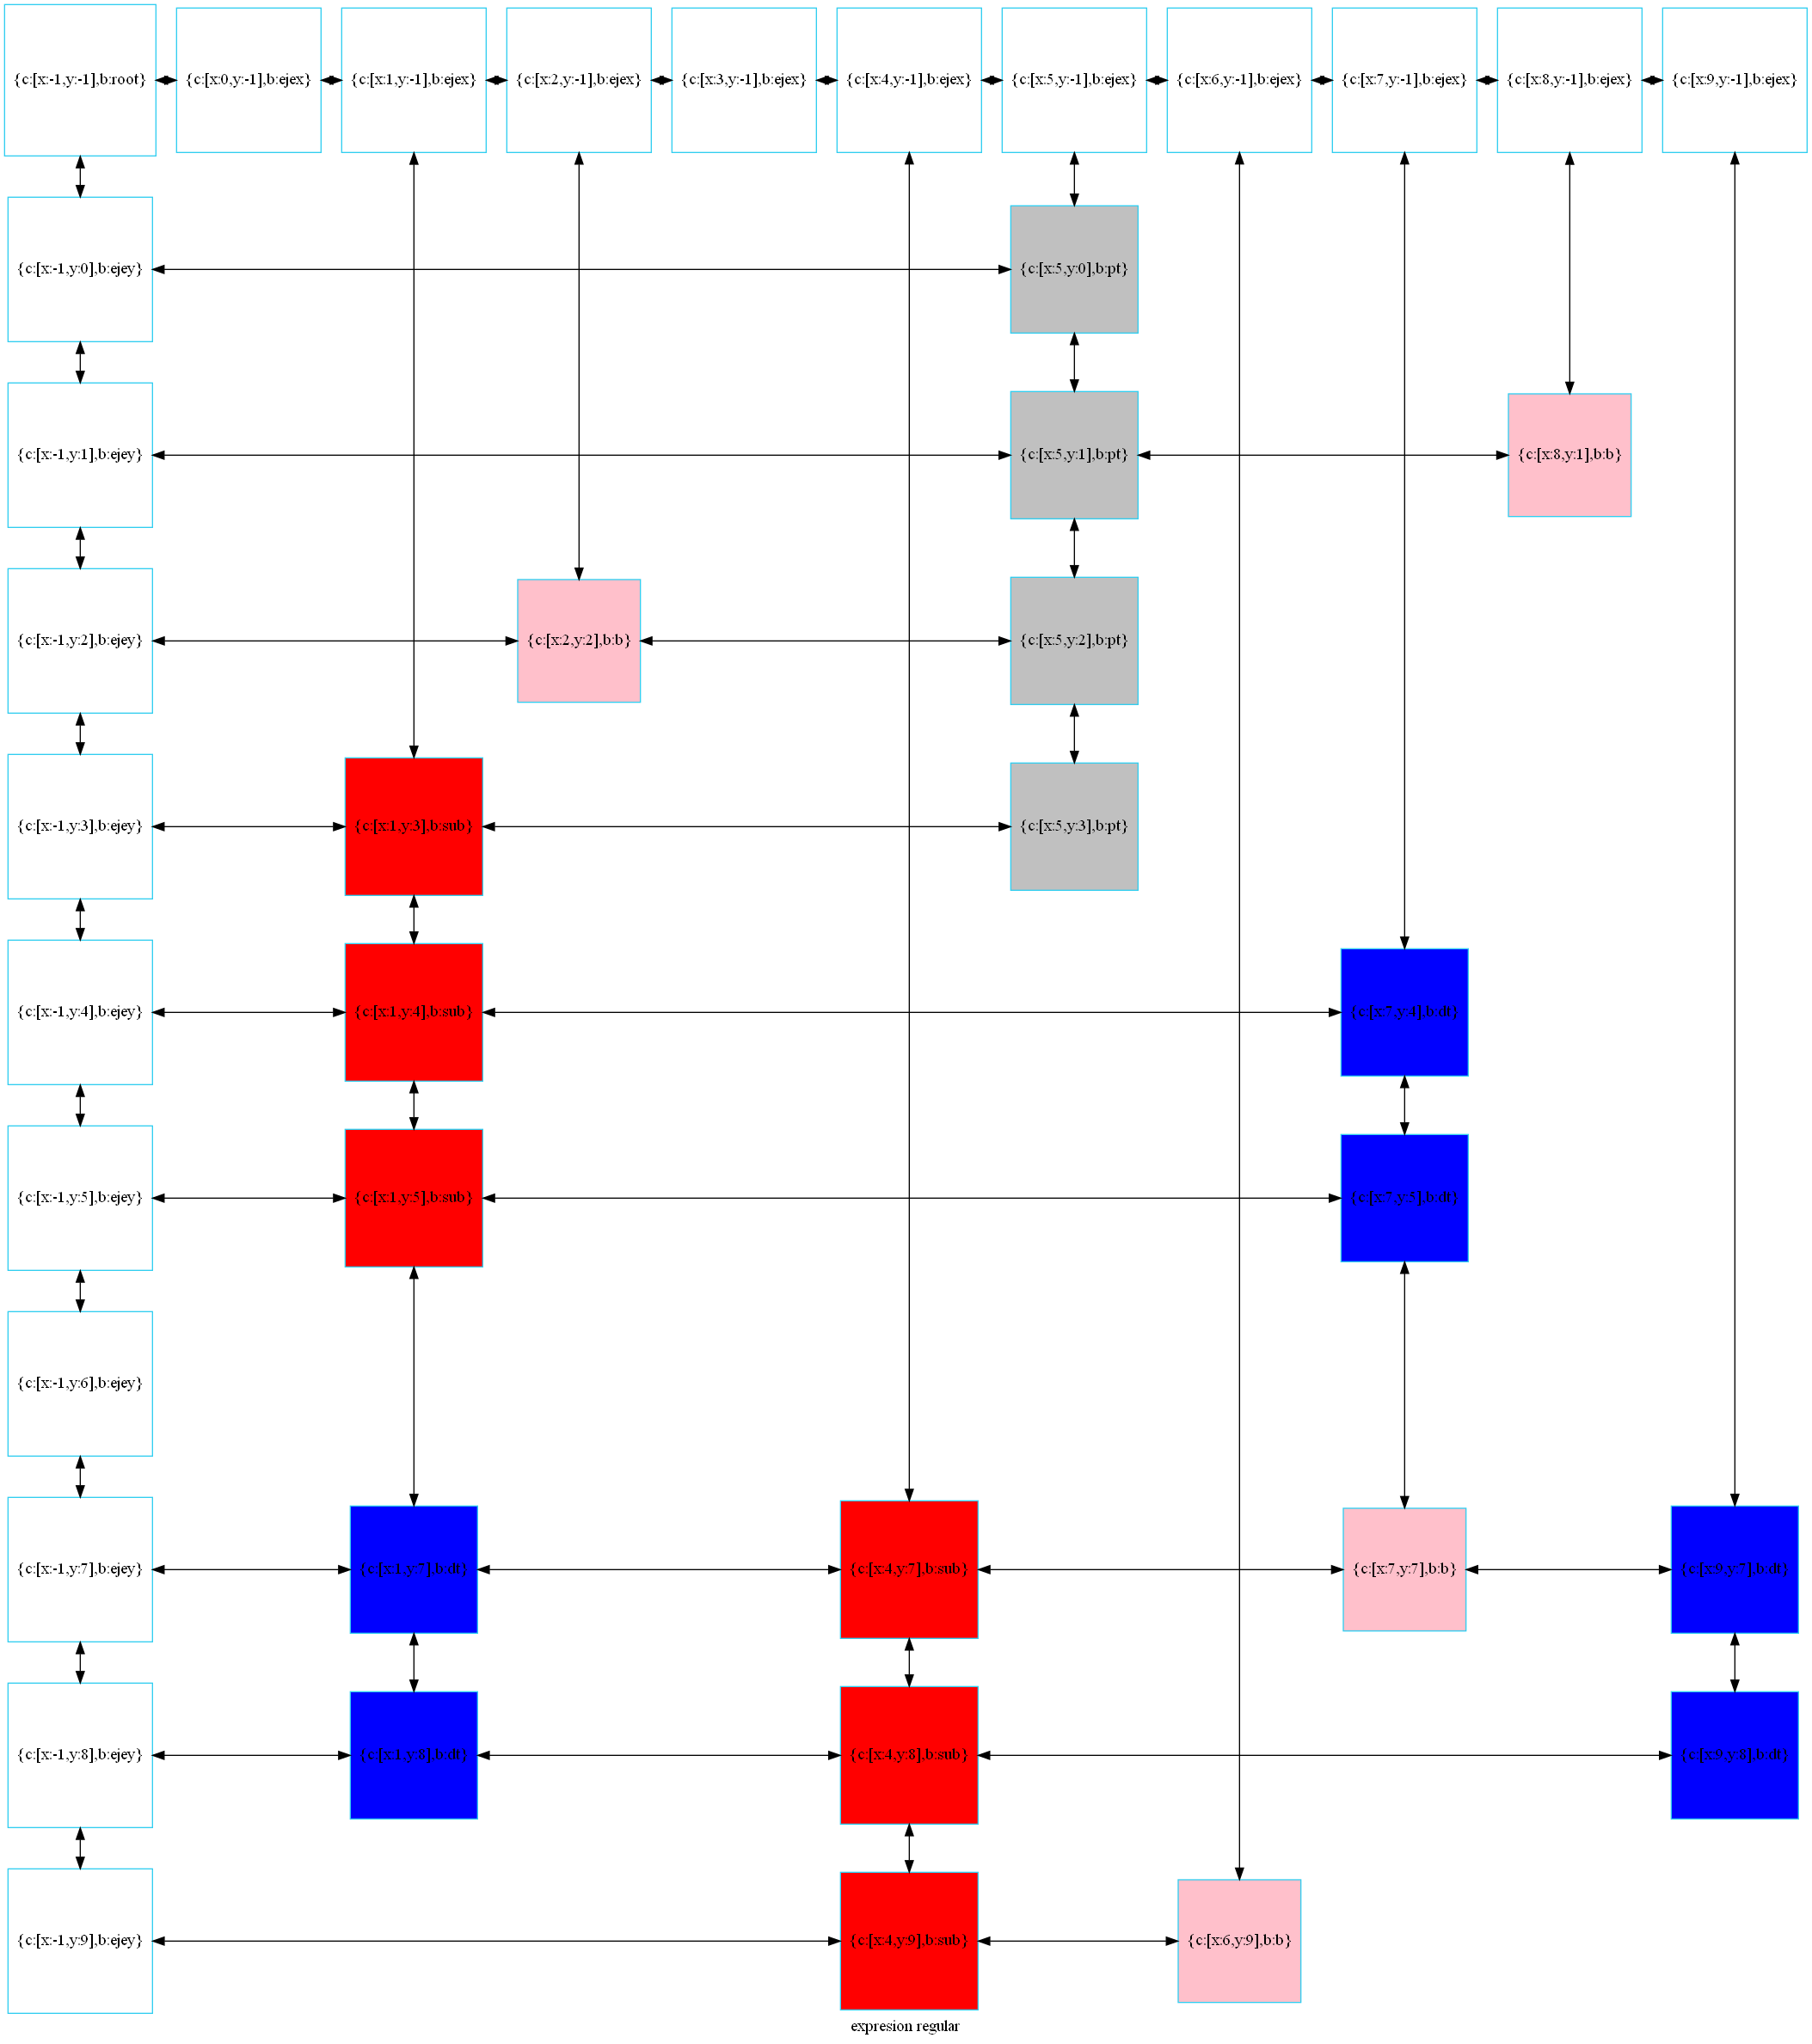 {c:[x:-1,y:-1],b:root} {c:[x:0,y:-1],b:ejex} {c:[x:1,y:-1],b:ejex} {c:[x:2,y:-1],b:ejex} {c:[x:3,y:-1],b:ejex} {c:[x:4,y:-1],b:ejex} {c:[x:5,y:-1],b:ejex} {c:[x:6,y:-1],b:ejex} {c:[x:7,y:-1],b:ejex} {c:[x:8,y:-1],b:ejex} {c:[x:9,y:-1],b:ejex}
{c:[x:-1,y:0],b:ejey} {c:[x:5,y:0],b:pt}
{c:[x:-1,y:1],b:ejey} {c:[x:5,y:1],b:pt} {c:[x:8,y:1],b:b}
{c:[x:-1,y:2],b:ejey} {c:[x:2,y:2],b:b} {c:[x:5,y:2],b:pt}
{c:[x:-1,y:3],b:ejey} {c:[x:1,y:3],b:sub} {c:[x:5,y:3],b:pt}
{c:[x:-1,y:4],b:ejey} {c:[x:1,y:4],b:sub} {c:[x:7,y:4],b:dt}
{c:[x:-1,y:5],b:ejey} {c:[x:1,y:5],b:sub} {c:[x:7,y:5],b:dt}
{c:[x:-1,y:6],b:ejey}
{c:[x:-1,y:7],b:ejey} {c:[x:1,y:7],b:dt} {c:[x:4,y:7],b:sub} {c:[x:7,y:7],b:b} {c:[x:9,y:7],b:dt}
{c:[x:-1,y:8],b:ejey} {c:[x:1,y:8],b:dt} {c:[x:4,y:8],b:sub} {c:[x:9,y:8],b:dt}
{c:[x:-1,y:9],b:ejey} {c:[x:4,y:9],b:sub} {c:[x:6,y:9],b:b}
expresion regular